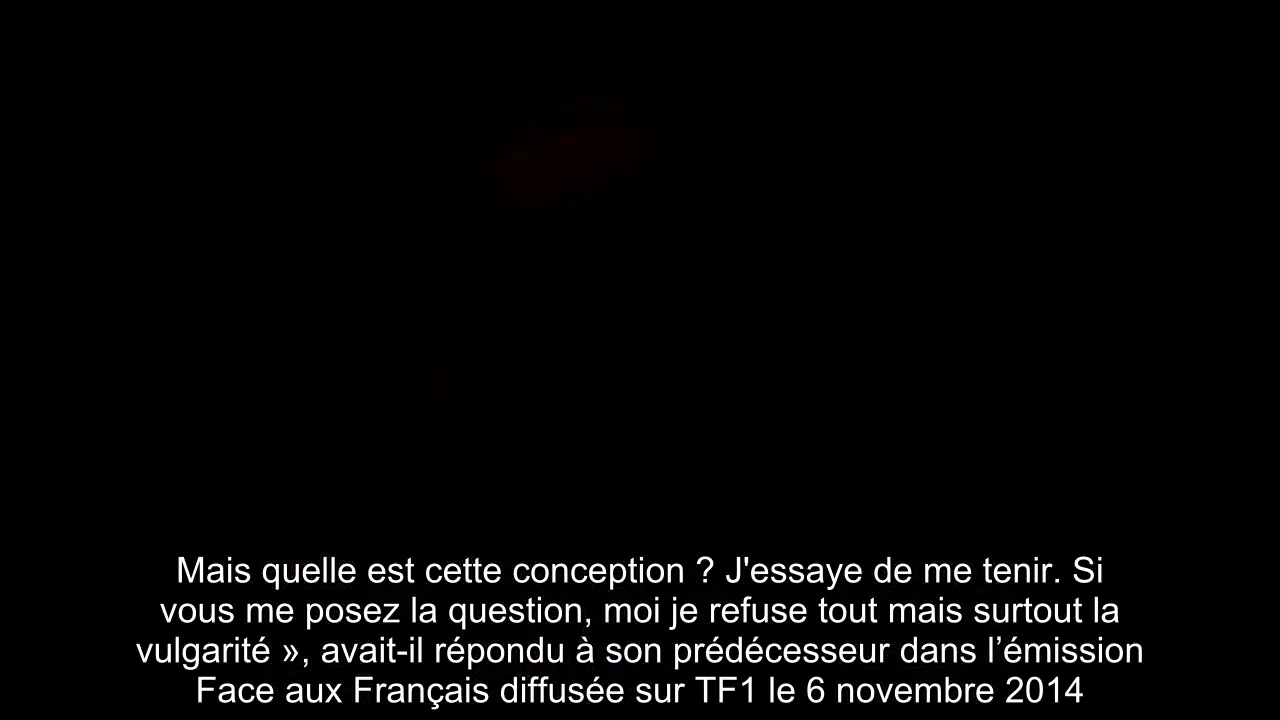 Mais quelle est cette conception ? J'essaye de me tenir. Si
vous me posez la question, moi je refuse tout mais surtout la
vulgarité », avait-il répondu à son prédécesseur dans l’émission
Face aux Français diffusée sur TF1 le 6 novembre 2014